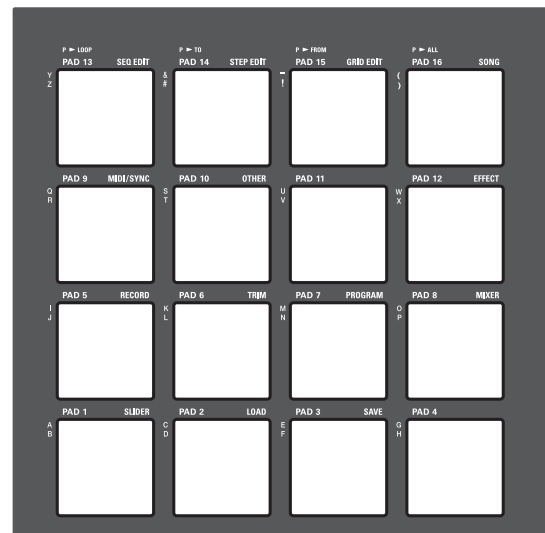 P ► LOOP P ► TO P ► FROM P ► ALL
PAD 13 SEQ EDIT PAD 14 STEP EDIT PAD 15 GRID EDIT PAD 16 SONG
Y & – (
Z # ! )
PAD 9 MIDI/SYNC PAD 10 OTHER PAD 11 PAD 12 EFFECT
Q S U W
R T V X
PAD 5 RECORD PAD 6 TRIM PAD 7 PROGRAM PAD 8 MIXER
I K M O
J L N P
PAD 1 SLIDER PAD 2 LOAD PAD 3 SAVE PAD 4
A C E G
B D F H